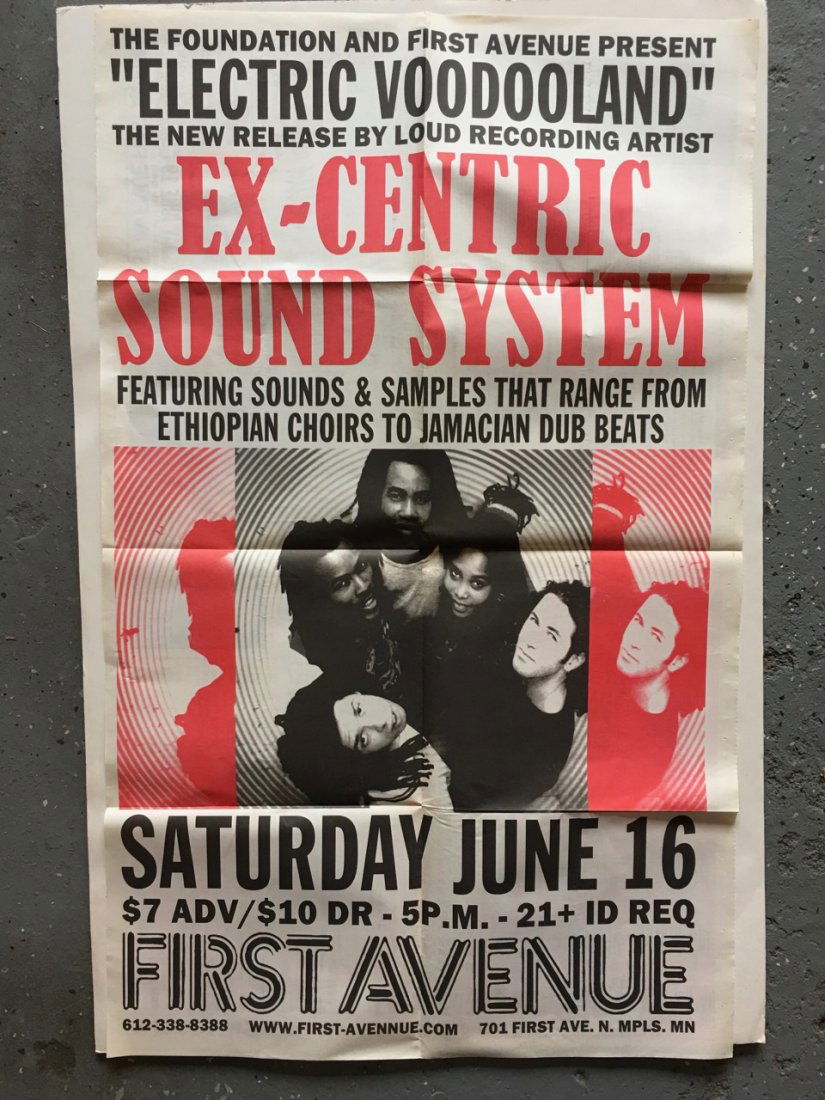 THE FOUNDATION AND FIRST AVENUE PRESENT
"ELECTRIC VOODOOLAND"
THE NEW RELEASE BY LOUD RECORDING ARTIST
EX-CENTRIC
SOUND SYSTEM
FEATURING SOUNDS & SAMPLES THAT RANGE FROM
ETHIOPIAN CHOIRS TO JAMACIAN DUB BEATS
SATURDAY JUNE 16
$7 ADV/$10 DR - 5P.M. - 21+ ID REQ
FIRST AVENUE
612-338-8388 WWW.FIRST-AVENNUE.COM 701 FIRST AVE. N. MPLS. MN